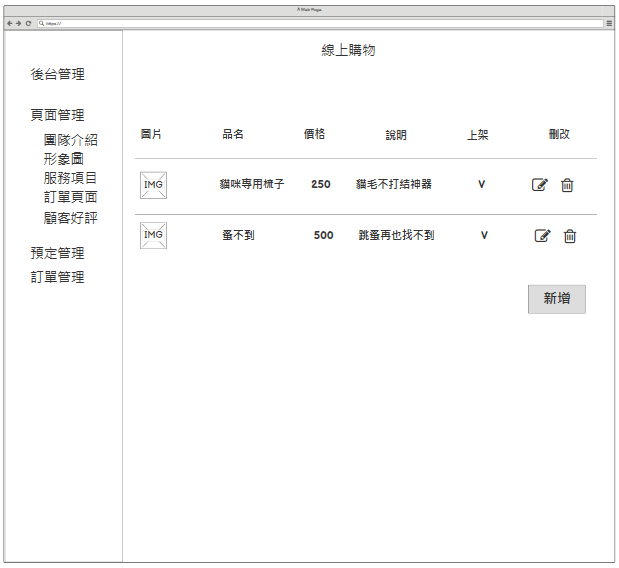 A Web Page
https://
線上購物
後台管理
頁面管理
團隊介紹
形象圖
服務項目
訂單頁面
顧客好評
預定管理
訂單管理
圖片 品名 價格 說明 上架 刪改
IMG 貓咪專用梳子 250 貓毛不打結神器 V
IMG 蚤不到 500 跳蚤再也找不到 V
新增